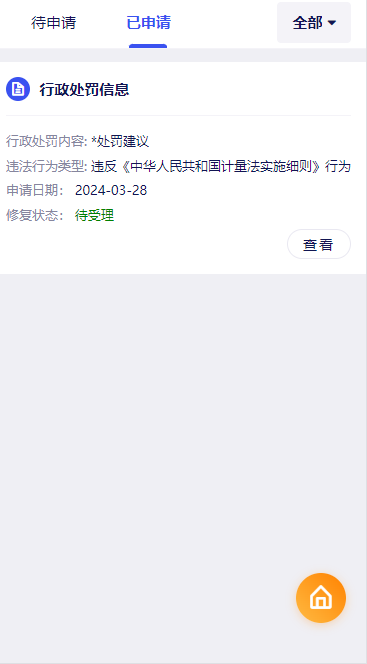 待申请 已申请 全部
行政处罚信息
行政处罚内容: *处罚建议
违法行为类型: 违反《中华人民共和国计量法实施细则》行为
申请日期： 2024-03-28
修复状态： 待受理
查看